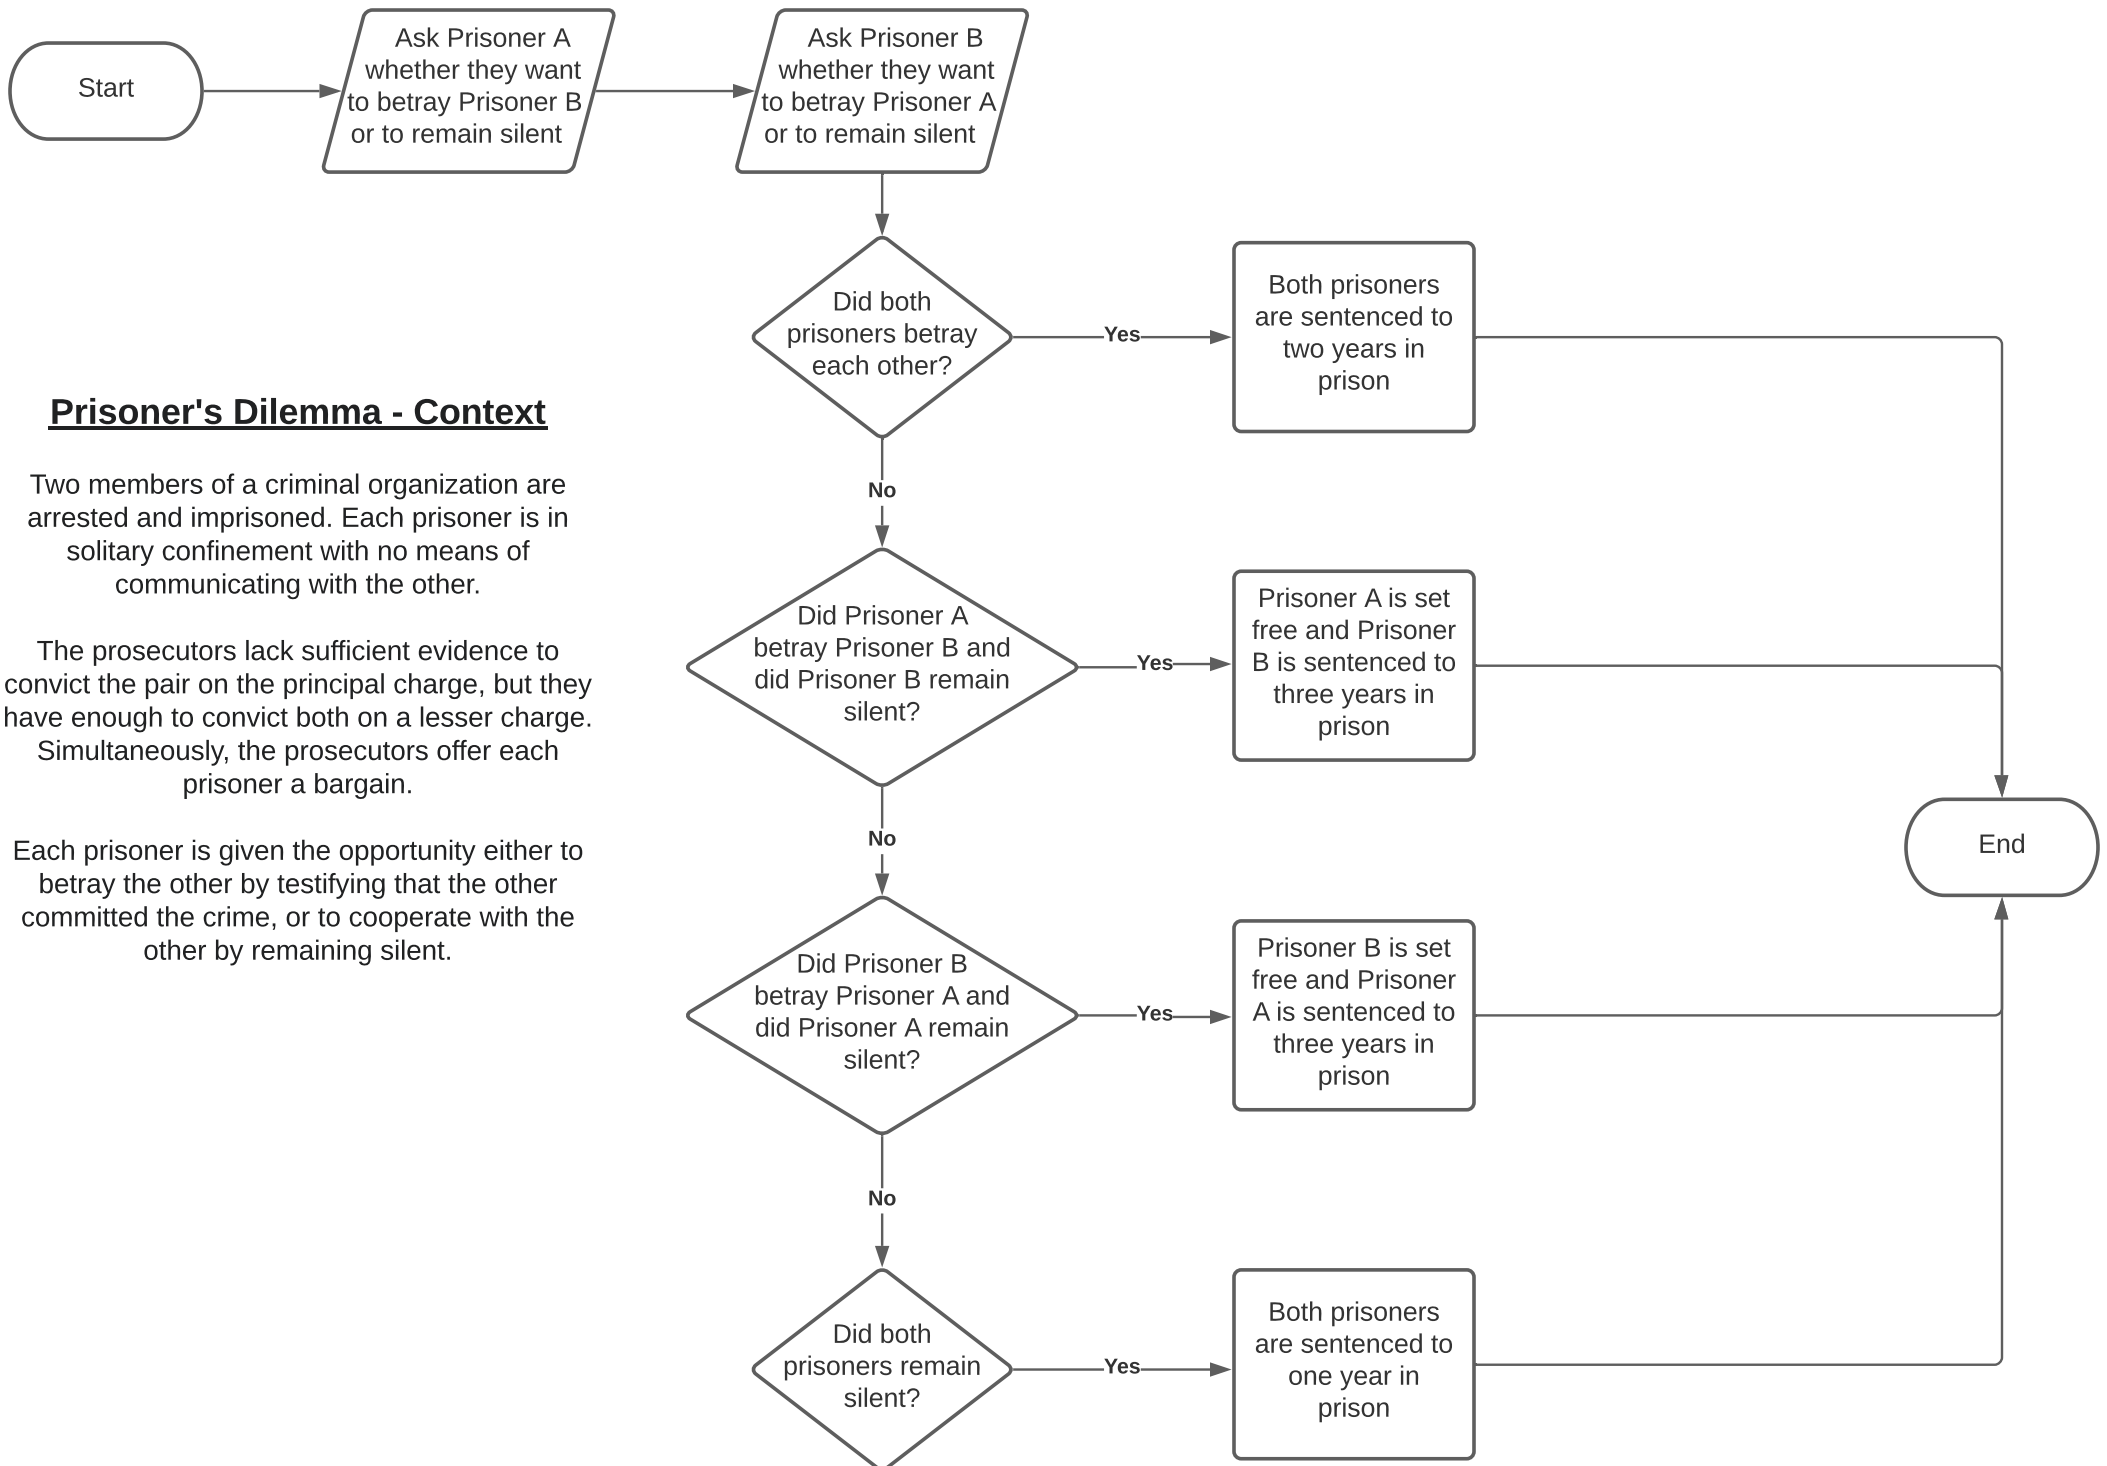 Start
Ask Prisoner A
whether they want
to betray Prisoner B
or to remain silent
Ask Prisoner B
whether they want
to betray Prisoner A
or to remain silent
Did both
prisoners betray
each other?
Yes
Both prisoners
are sentenced to
two years in
prison
No
Prisoner's Dilemma - Context
Two members of a criminal organization are
arrested and imprisoned. Each prisoner is in
solitary confinement with no means of
communicating with the other.
The prosecutors lack sufficient evidence to
convict the pair on the principal charge, but they
have enough to convict both on a lesser charge.
Simultaneously, the prosecutors offer each
prisoner a bargain.
Each prisoner is given the opportunity either to
betray the other by testifying that the other
committed the crime, or to cooperate with the
other by remaining silent.
Did Prisoner A
betray Prisoner B and
did Prisoner B remain
silent?
Yes
Prisoner A is set
free and Prisoner
B is sentenced to
three years in
prison
No
End
Did Prisoner B
betray Prisoner A and
did Prisoner A remain
silent?
Yes
Prisoner B is set
free and Prisoner
A is sentenced to
three years in
prison
No
Did both
prisoners remain
silent?
Yes
Both prisoners
are sentenced to
one year in
prison